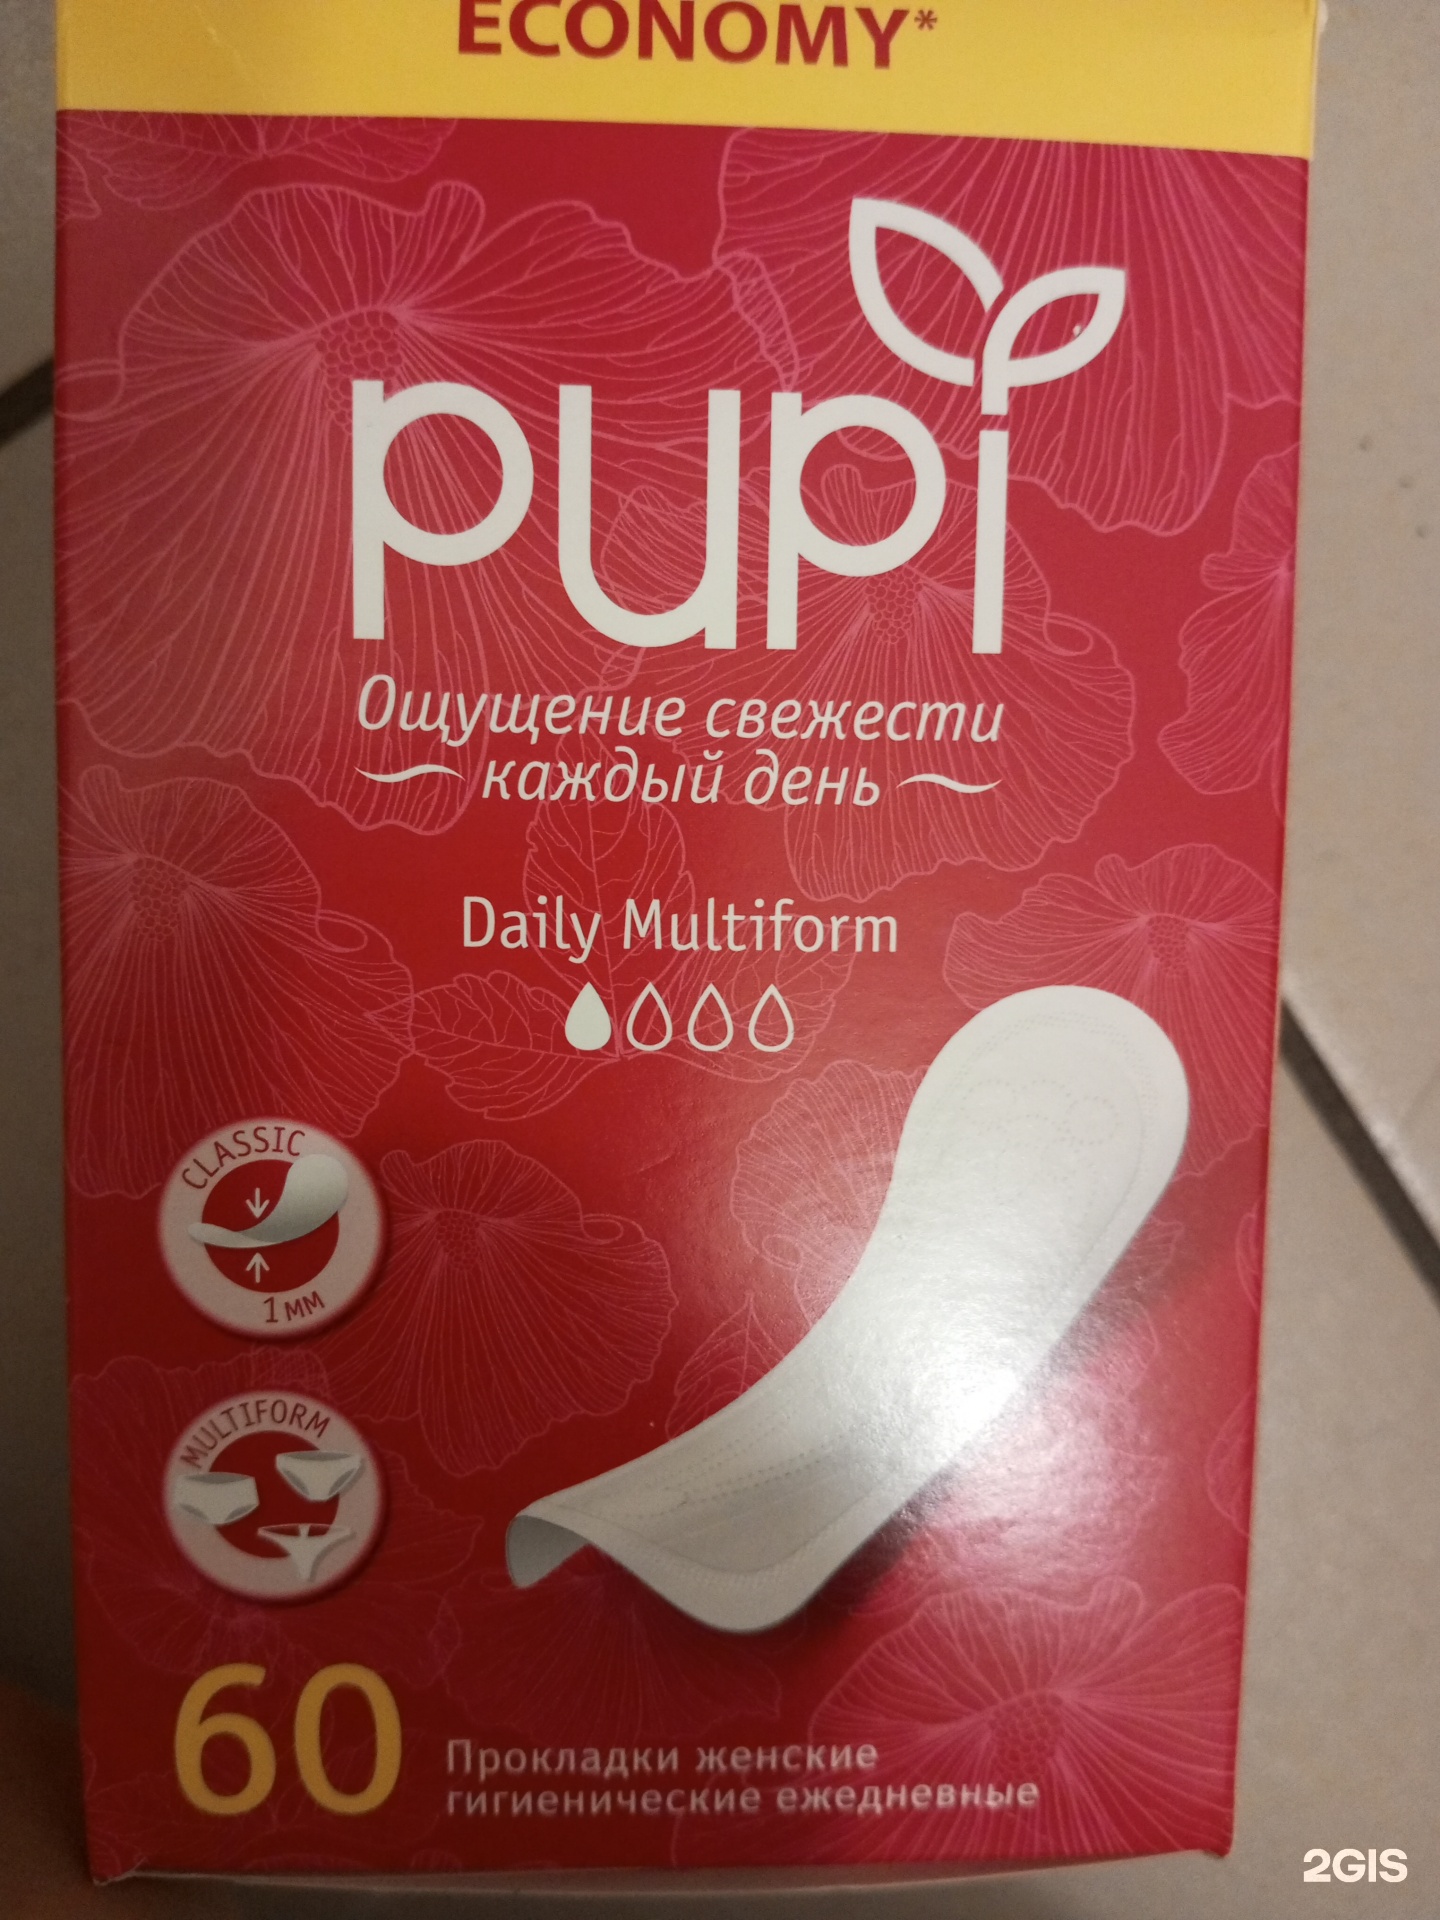 ECONOMY*
pupi
Ощущение свежести
каждый день
Daily Multiform
CLASSIC
1 мм
MULTIFORM
60
Прокладки женские
гигиенические ежедневные
2GIS